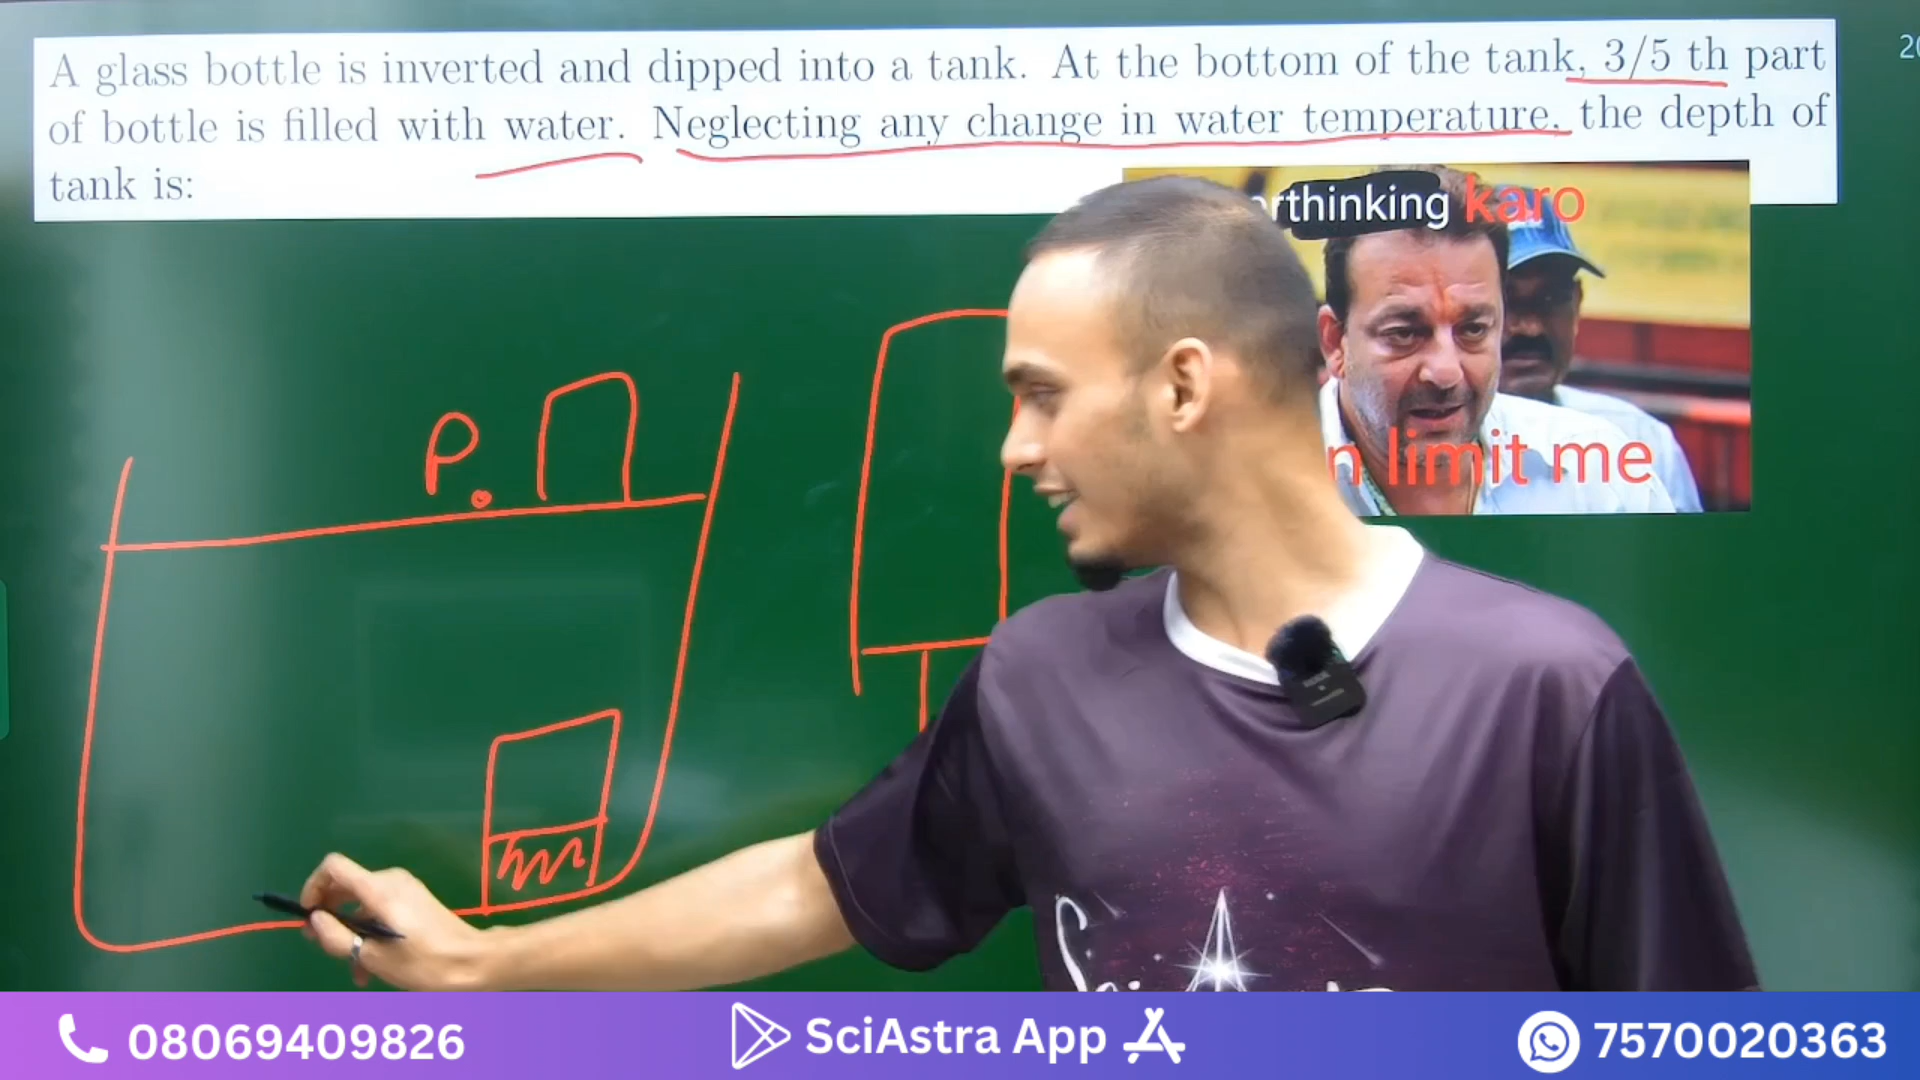 A glass bottle is inverted and dipped into a tank. At the bottom of the tank, 3/5 th part
of bottle is filled with water. Neglecting any change in water temperature, the depth of
tank is:
karo
limit me
P.
08069409826
SciAstra App
7570020363